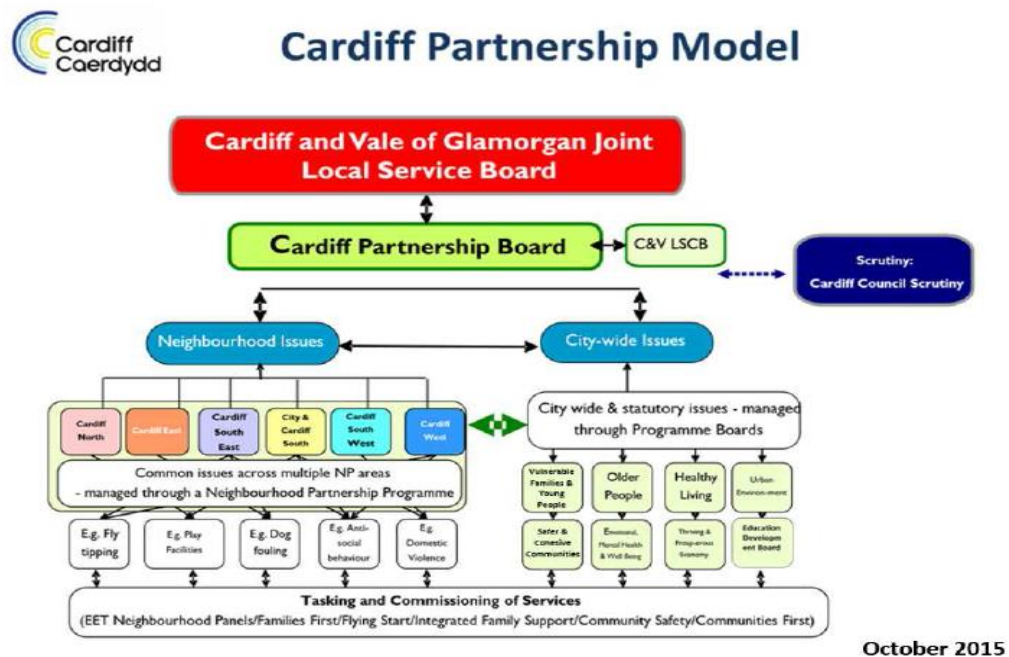 Cardiff
Caerdydd
Cardiff Partnership Model
Cardiff and Vale of Glamorgan Joint
Local Service Board
Cardiff Partnership Board
C&V LSCB
Scrutiny:
Cardiff Council Scrutiny
Neighbourhood Issues
City-wide Issues
Cardiff
North
Cardiff East
Cardiff
South
East
City &
Cardiff
South
Cardiff
South
West
Cardiff
West
City wide & statutory issues - managed
through Programme Boards
Common issues across multiple NP areas
- managed through a Neighbourhood Partnership Programme
Vulnerable
Families &
Young
People
Older
People
Healthy
Living
Urban
Environ-ment
E.g. Fly
tipping
E.g. Play
Facilities
E.g. Dog
fouling
E.g. Anti-
social
behaviour
E.g.
Domestic
Violence
Safer &
Cohesive
Communities
Emotional,
Mental Health
& Well Being
Thriving &
Prosp-erous
Economy
Education
Developm
ent Board
Tasking and Commissioning of Services
(EET Neighbourhood Panels/Families First/Flying Start/Integrated Family Support/Community Safety/Communities First)
October 2015